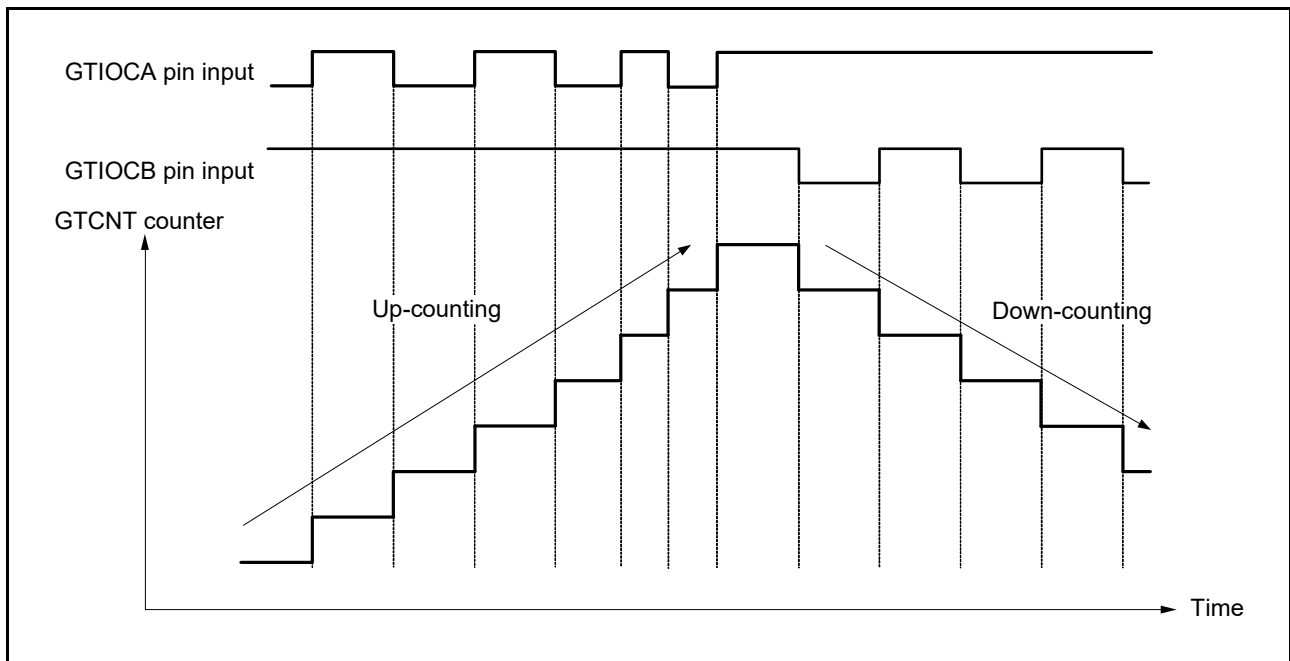 GTIOCA pin input
GTIOCB pin input
GTCNT counter
Up-counting
Down-counting
Time